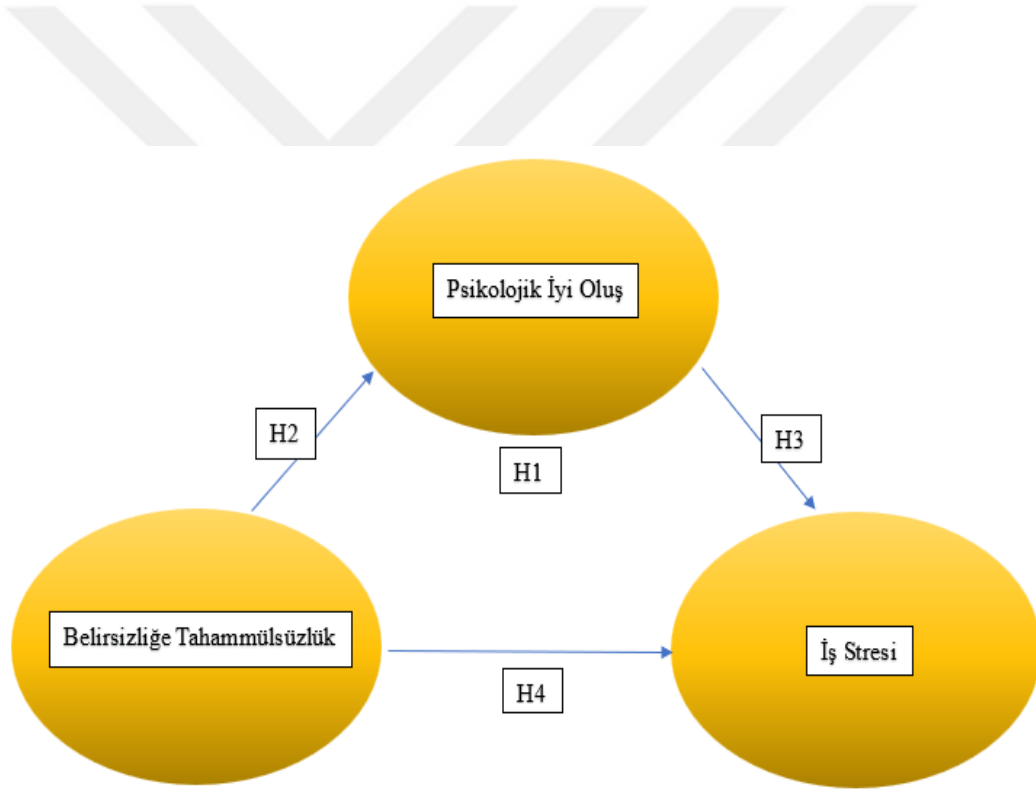 Psikolojik İyi Oluş
H2
H3
H1
Belirsizliğe Tahammülsüzlük
İş Stresi
H4